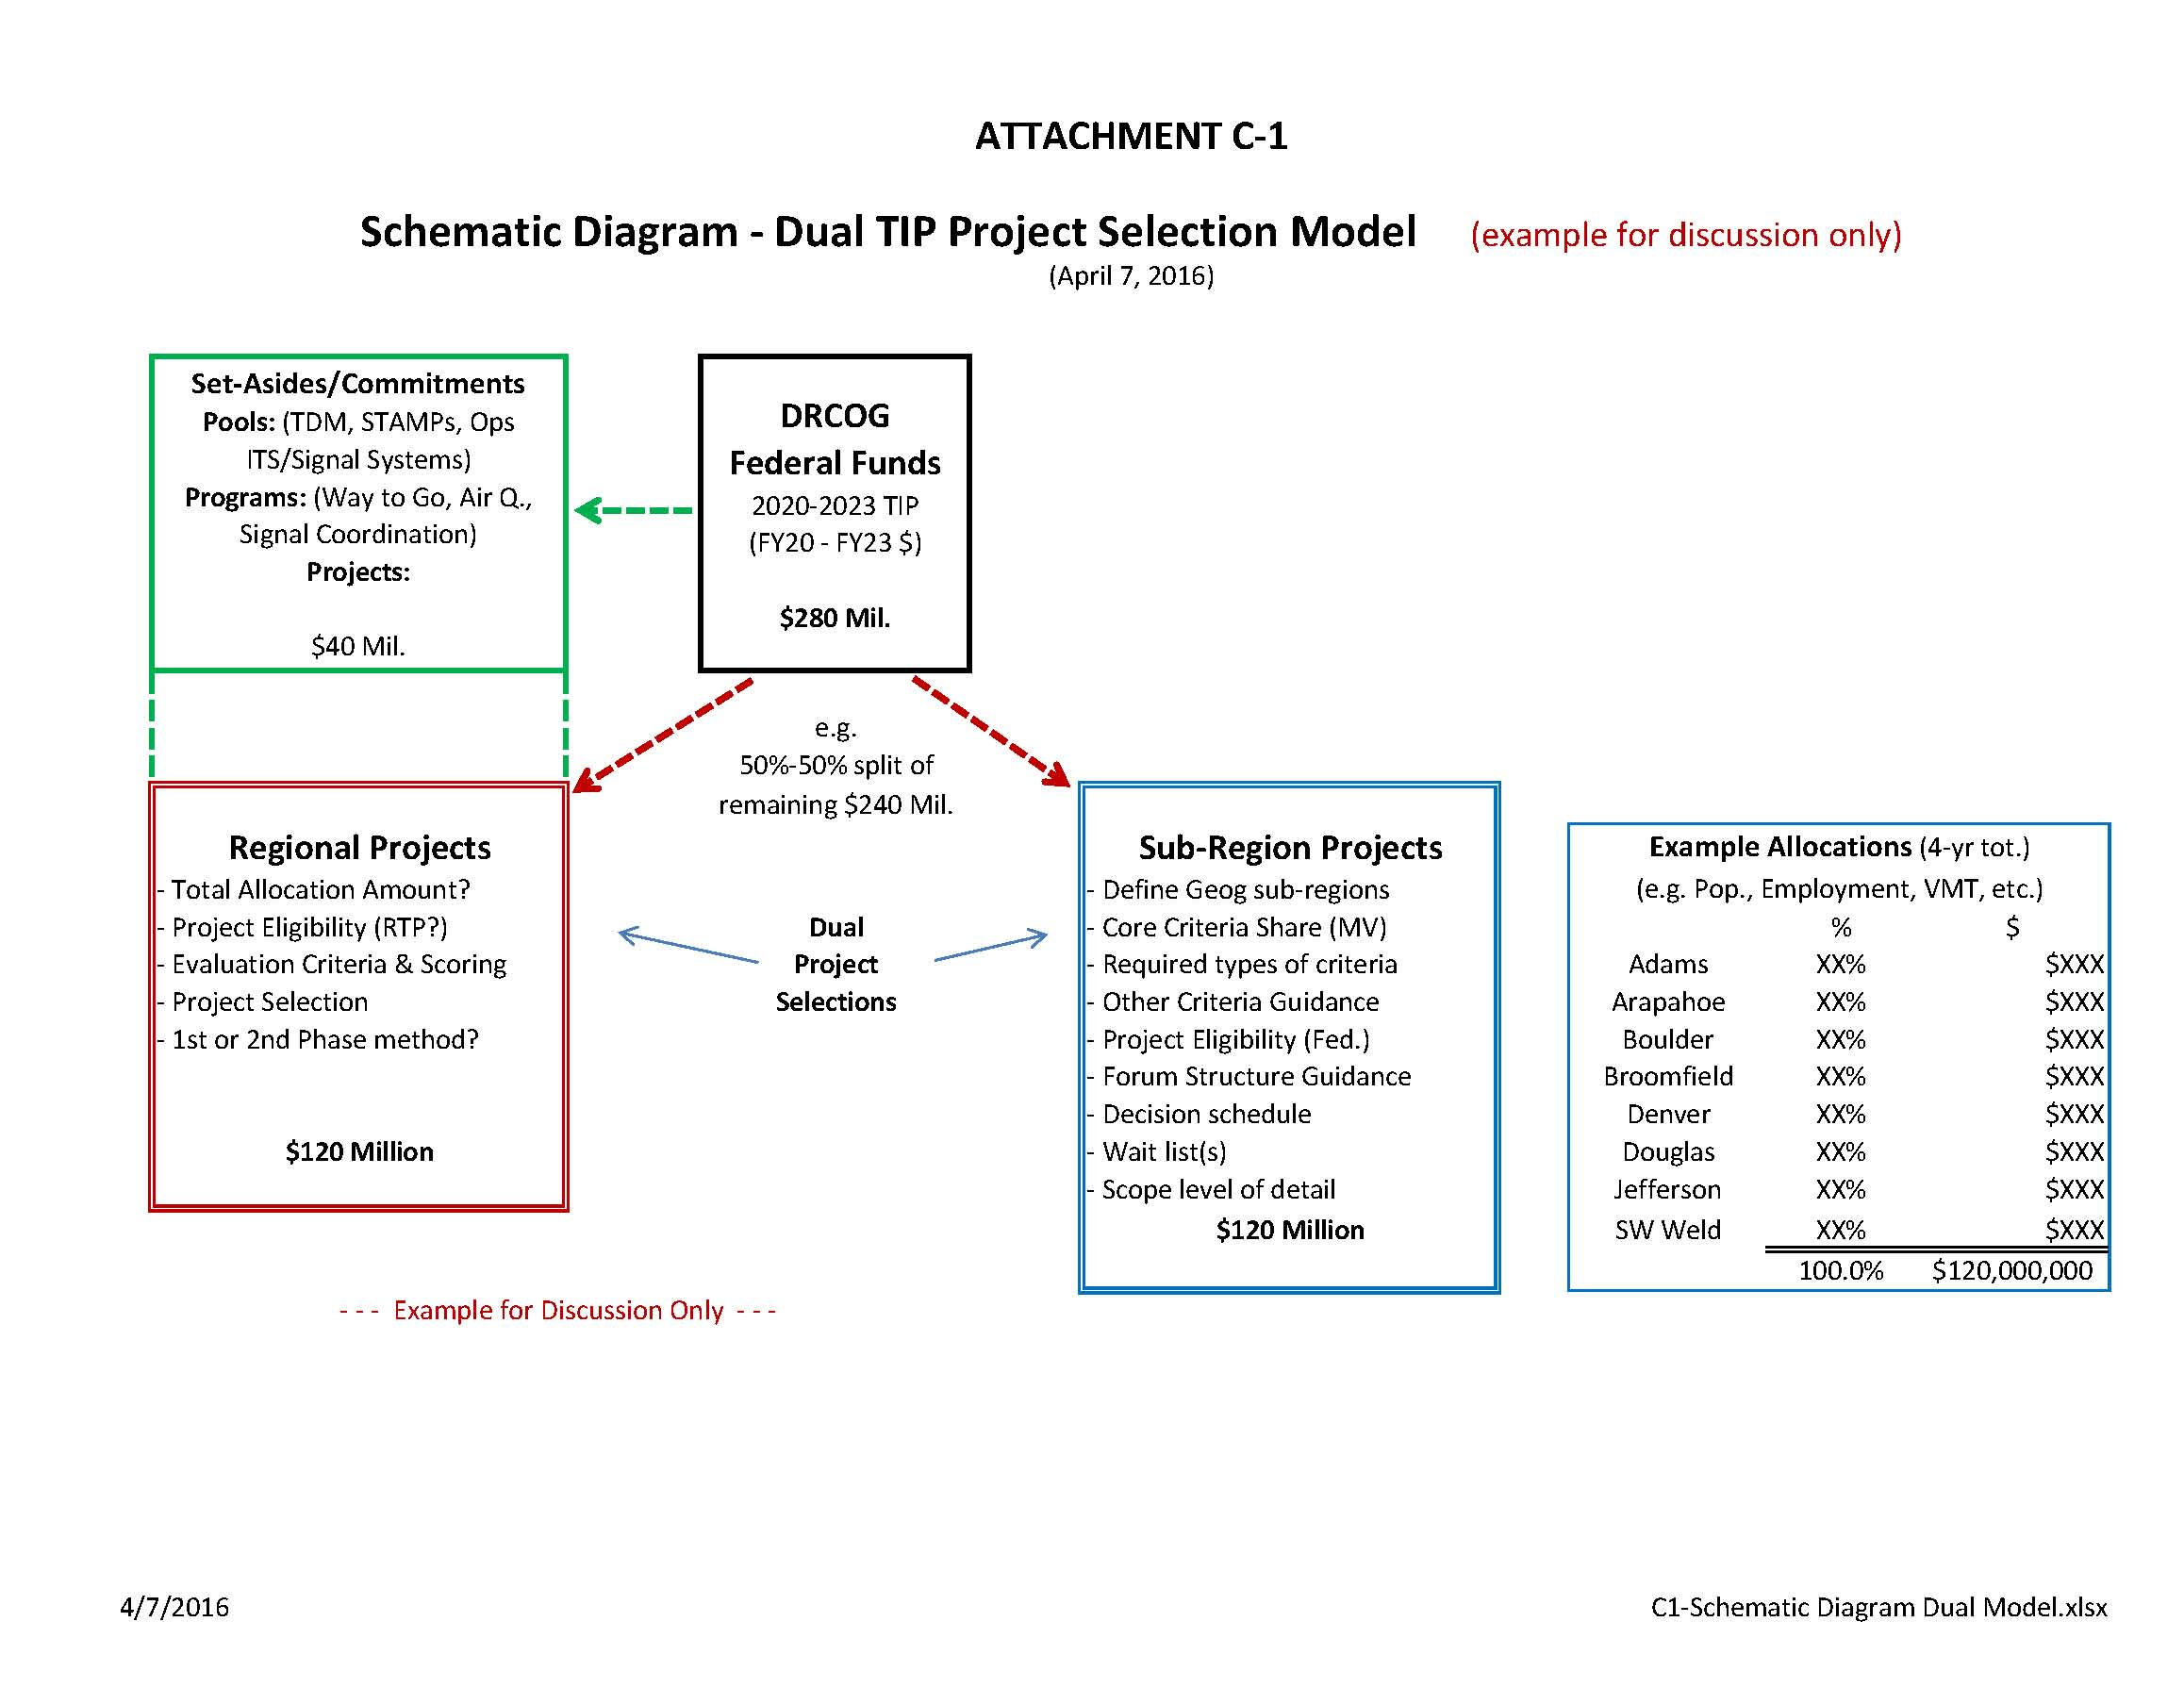 ATTACHMENT C-1
Schematic Diagram - Dual TIP Project Selection Model (example for discussion only)
(April 7, 2016)
Set-Asides/Commitments
Pools: (TDM, STAMPs, Ops
ITS/Signal Systems)
Programs: (Way to Go, Air Q.,
Signal Coordination)
Projects:
$40 Mil.
DRCOG
Federal Funds
2020-2023 TIP
(FY20 - FY23 $)
$280 Mil.
e.g.
50%-50% split of
remaining $240 Mil.
Regional Projects
- Total Allocation Amount?
- Project Eligibility (RTP?)
- Evaluation Criteria & Scoring
- Project Selection
- 1st or 2nd Phase method?
$120 Million
Dual
Project
Selections
Sub-Region Projects
- Define Geog sub-regions
- Core Criteria Share (MV)
- Required types of criteria
- Other Criteria Guidance
- Project Eligibility (Fed.)
- Forum Structure Guidance
- Decision schedule
- Wait list(s)
- Scope level of detail
$120 Million
Example Allocations (4-yr tot.)
(e.g. Pop., Employment, VMT, etc.)
% $
Adams XX% $XXX
Arapahoe XX% $XXX
Boulder XX% $XXX
Broomfield XX% $XXX
Denver XX% $XXX
Douglas XX% $XXX
Jefferson XX% $XXX
SW Weld XX% $XXX
100.0% $120,000,000
- - - Example for Discussion Only - - -
4/7/2016
C1-Schematic Diagram Dual Model.xlsx